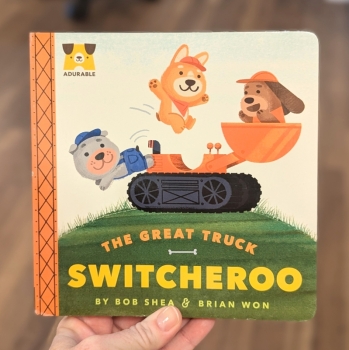 ADURABLE
THE GREAT TRUCK
SWITCHEROO
BY BOB SHEA & BRIAN WON